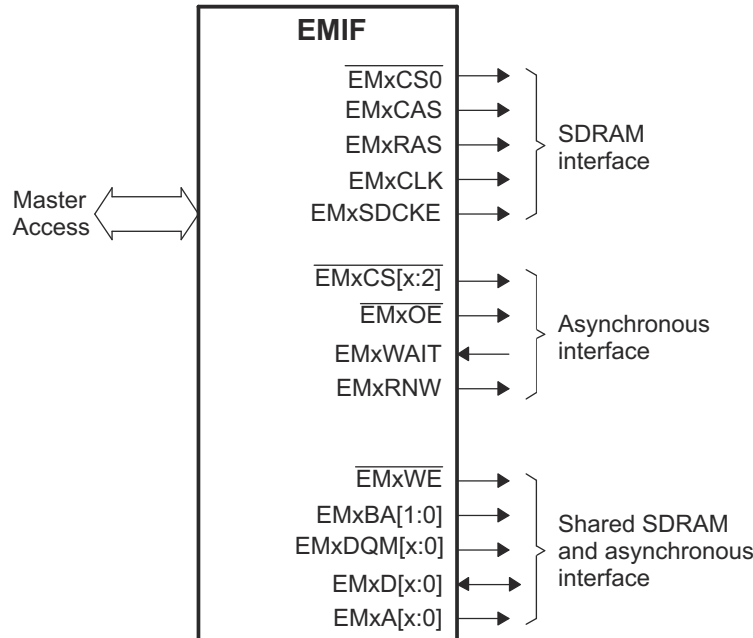 EMIF
EMxCS0
EMxCAS
EMxRAS
EMxCLK
EMxSDCKE
SDRAM
interface
Master
Access
EMxCS[x:2]
EMxOE
EMxWAIT
EMxRNW
Asynchronous
interface
EMxWE
EMxBA[1:0]
EMxDQM[x:0]
EMxD[x:0]
EMxA[x:0]
Shared SDRAM
and asynchronous
interface